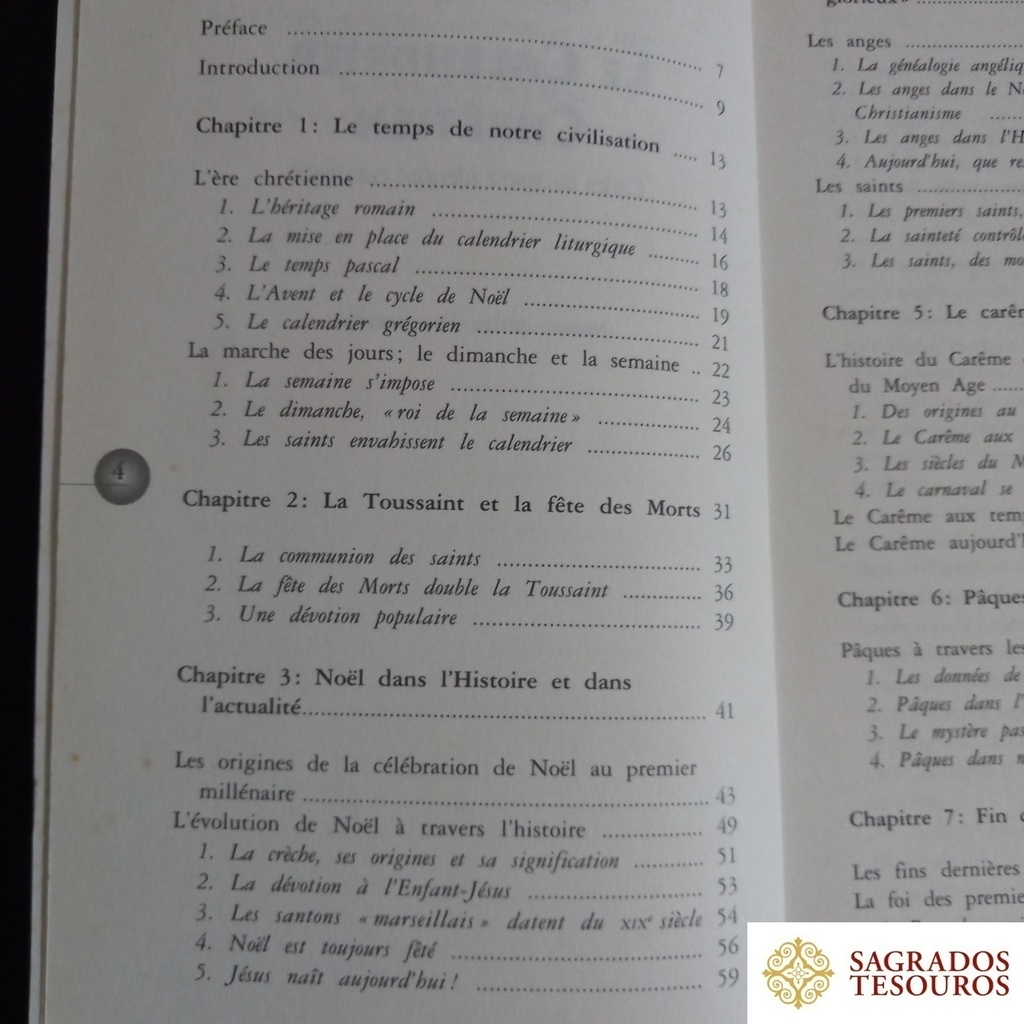 Préface ........ 7
Introduction ........ 9
Chapitre 1: Le temps de notre civilisation ..... 13
L'ère chrétienne ........ 13
1. L'héritage romain ........ 14
2. La mise en place du calendrier liturgique ........ 16
3. Le temps pascal ........ 18
4. L'Avent et le cycle de Noël ........ 19
5. Le calendrier grégorien ........ 21
La marche des jours; le dimanche et la semaine .. 22
1. La semaine s'impose ........ 23
2. Le dimanche, « roi de la semaine » ........ 24
3. Les saints envahissent le calendrier ........ 26
4
Chapitre 2: La Toussaint et la fête des Morts 31
1. La communion des saints ........ 33
2. La fête des Morts double la Toussaint ........ 36
3. Une dévotion populaire ........ 39
Chapitre 3: Noël dans l'Histoire et dans
l'actualité ........ 41
Les origines de la célébration de Noël au premier
millénaire ........ 43
L'évolution de Noël à travers l'histoire ........ 49
1. La crèche, ses origines et sa signification ........ 51
2. La dévotion à l'Enfant-Jésus ........ 53
3. Les santons « marseillais » datent du XIXe siècle 54
4. Noël est toujours fêté ........ 56
5. Jésus naît aujourd'hui ! ........ 59
Les anges ........
1. La généalogie
2. Les anges dans le
Christianisme ....
3. Les anges dans
4. Aujourd'hui, que
Les saints ........
1. Les premiers saints,
2. La sainteté
3. Les saints, des
Chapitre 5: Le
L'histoire du Carême
du Moyen Age ....
1. Des origines au
2. Le Carême aux
3. Les siècles du
4. Le carnaval se
Le Carême aux
Le Carême
Chapitre 6:
Pâques à travers les
1. Les données de
2. Pâques dans
3. Le mystère
4. Pâques dans
Chapitre 7: Fin
Les fins dernières
La foi des
SAGRADOS
TESOUROS